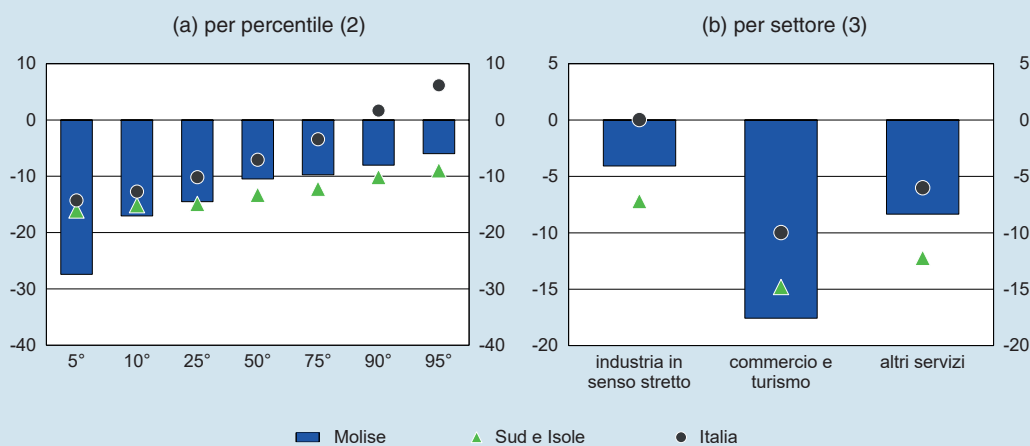 (a) per percentile (2)
(b) per settore (3)
10 10 5 5
0 0 0 0
-10 -10 -5 -5
-20 -20 -10 -10
-30 -30 -15 -15
-40 -40 -20 -20
5° 10° 25° 50° 75° 90° 95°
industria in senso stretto
commercio e turismo
altri servizi
Molise Sud e Isole Italia